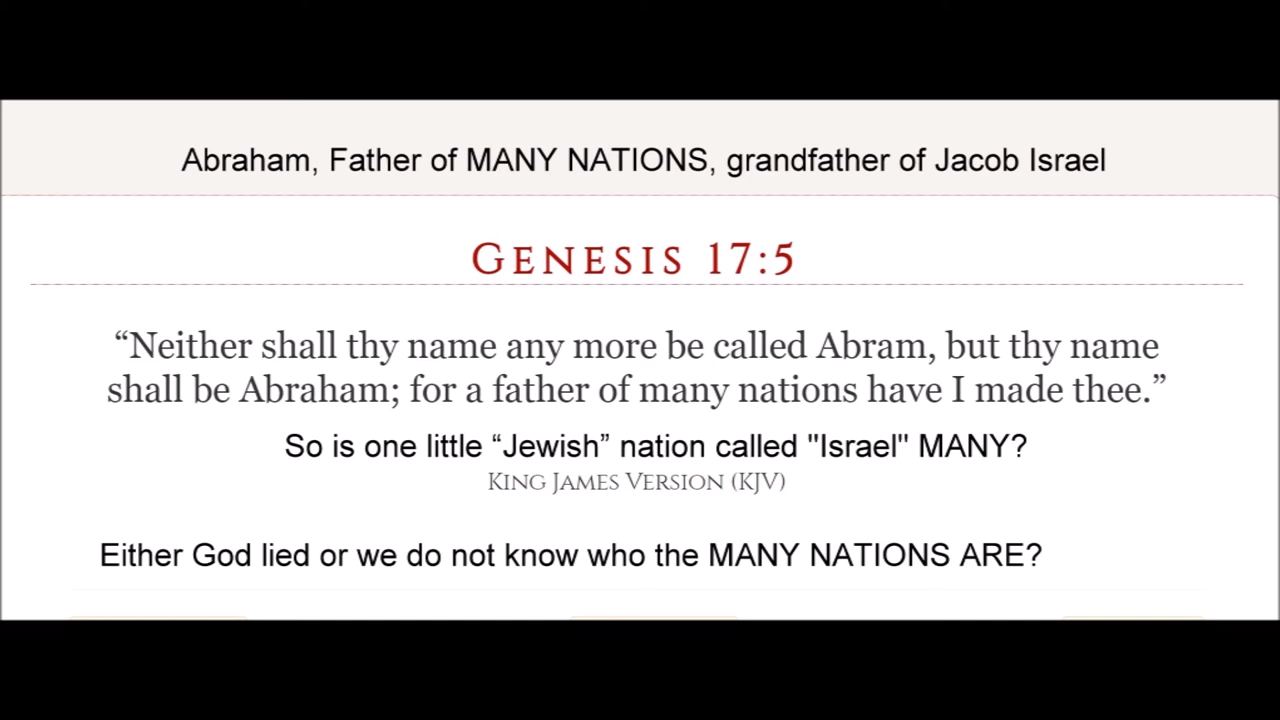 Abraham, Father of MANY NATIONS, grandfather of Jacob Israel
GENESIS 17:5
“Neither shall thy name any more be called Abram, but thy name
shall be Abraham; for a father of many nations have I made thee.”
So is one little “Jewish” nation called "Israel" MANY?
KING JAMES VERSION (KJV)
Either God lied or we do not know who the MANY NATIONS ARE?